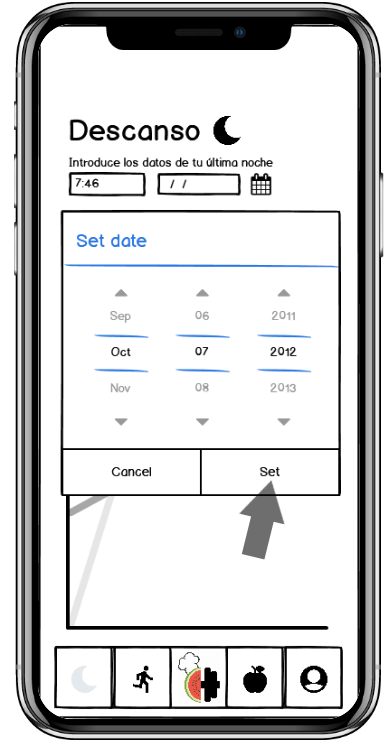 Descanso
Introduce los datos de tu última noche
7:46 / /
Set date
Sep 06 2011
Oct 07 2012
Nov 08 2013
Cancel Set